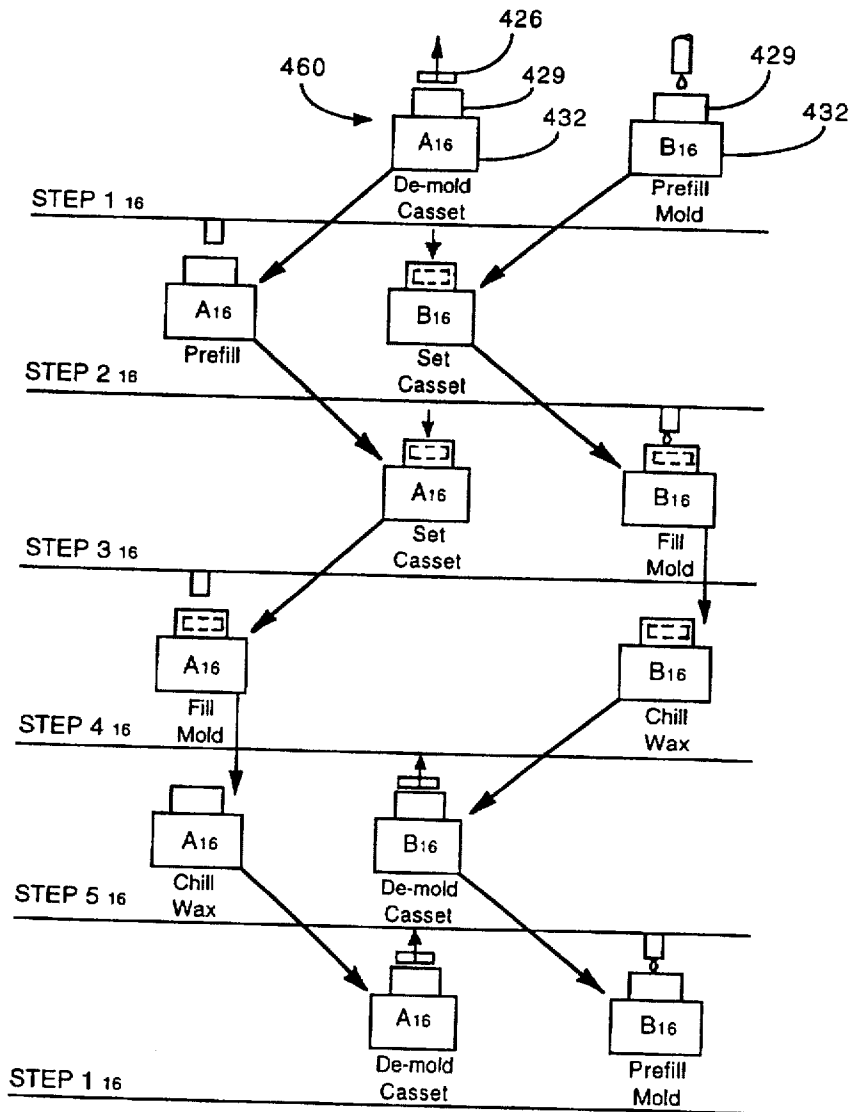 426
460
429
429
432
432
A16
B16
De-mold
Casset
Prefill
Mold
STEP 1 16
A16
B16
Prefill
Set
Casset
STEP 2 16
A16
B16
Set
Casset
Fill
Mold
STEP 3 16
A16
B16
Fill
Mold
Chill
Wax
STEP 4 16
A16
B16
Chill
Wax
De-mold
Casset
STEP 5 16
A16
B16
De-mold
Casset
Prefill
Mold
STEP 1 16